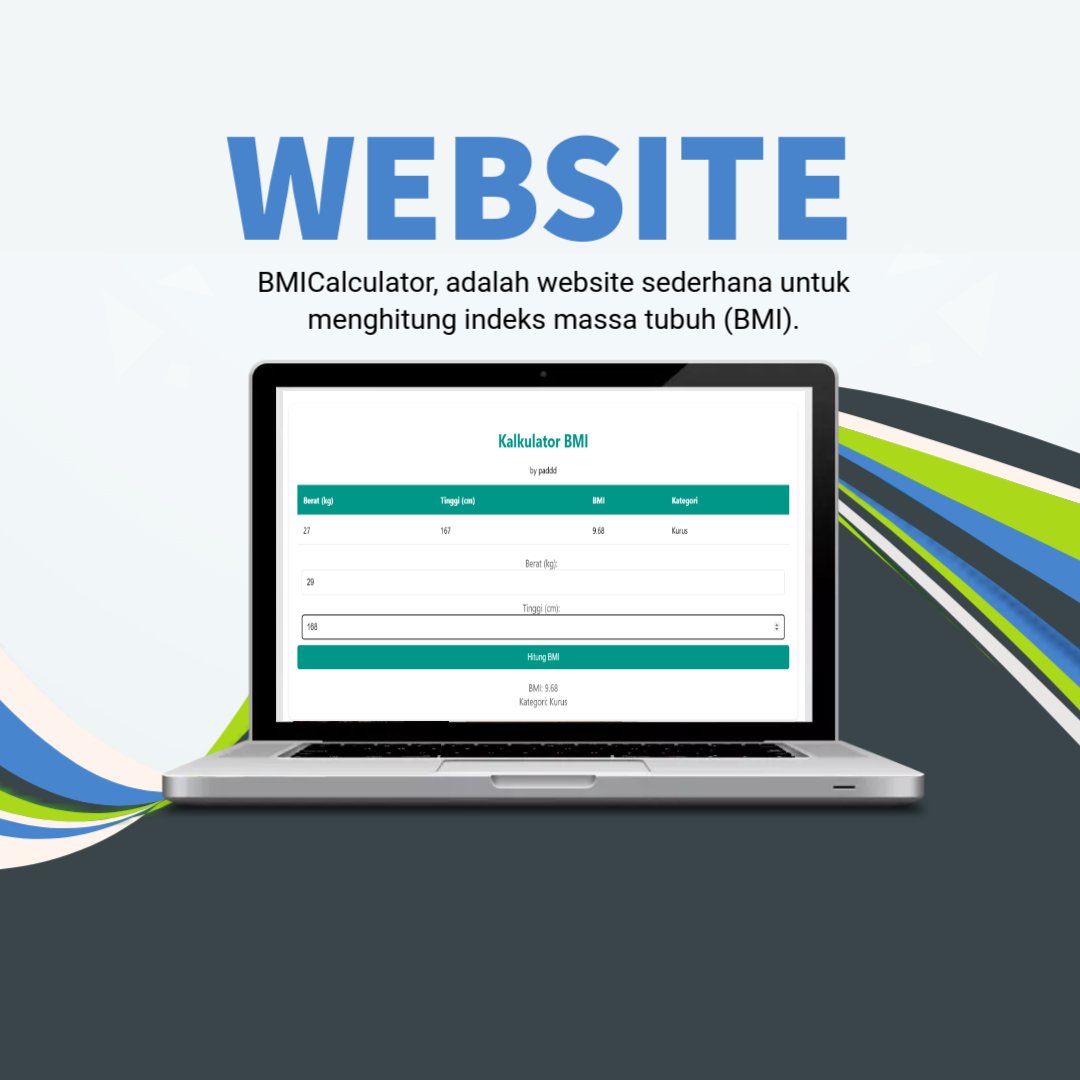 WEBSITE
BMICalculator, adalah website sederhana untuk
menghitung indeks massa tubuh (BMI).
Kalkulator BMI
by paddd
Berat (kg) Tinggi (cm) BMI Kategori
27 167 9.68 Kurus
Berat (kg):
29
Tinggi (cm):
168
Hitung BMI
BMI: 9.68
Kategori: Kurus